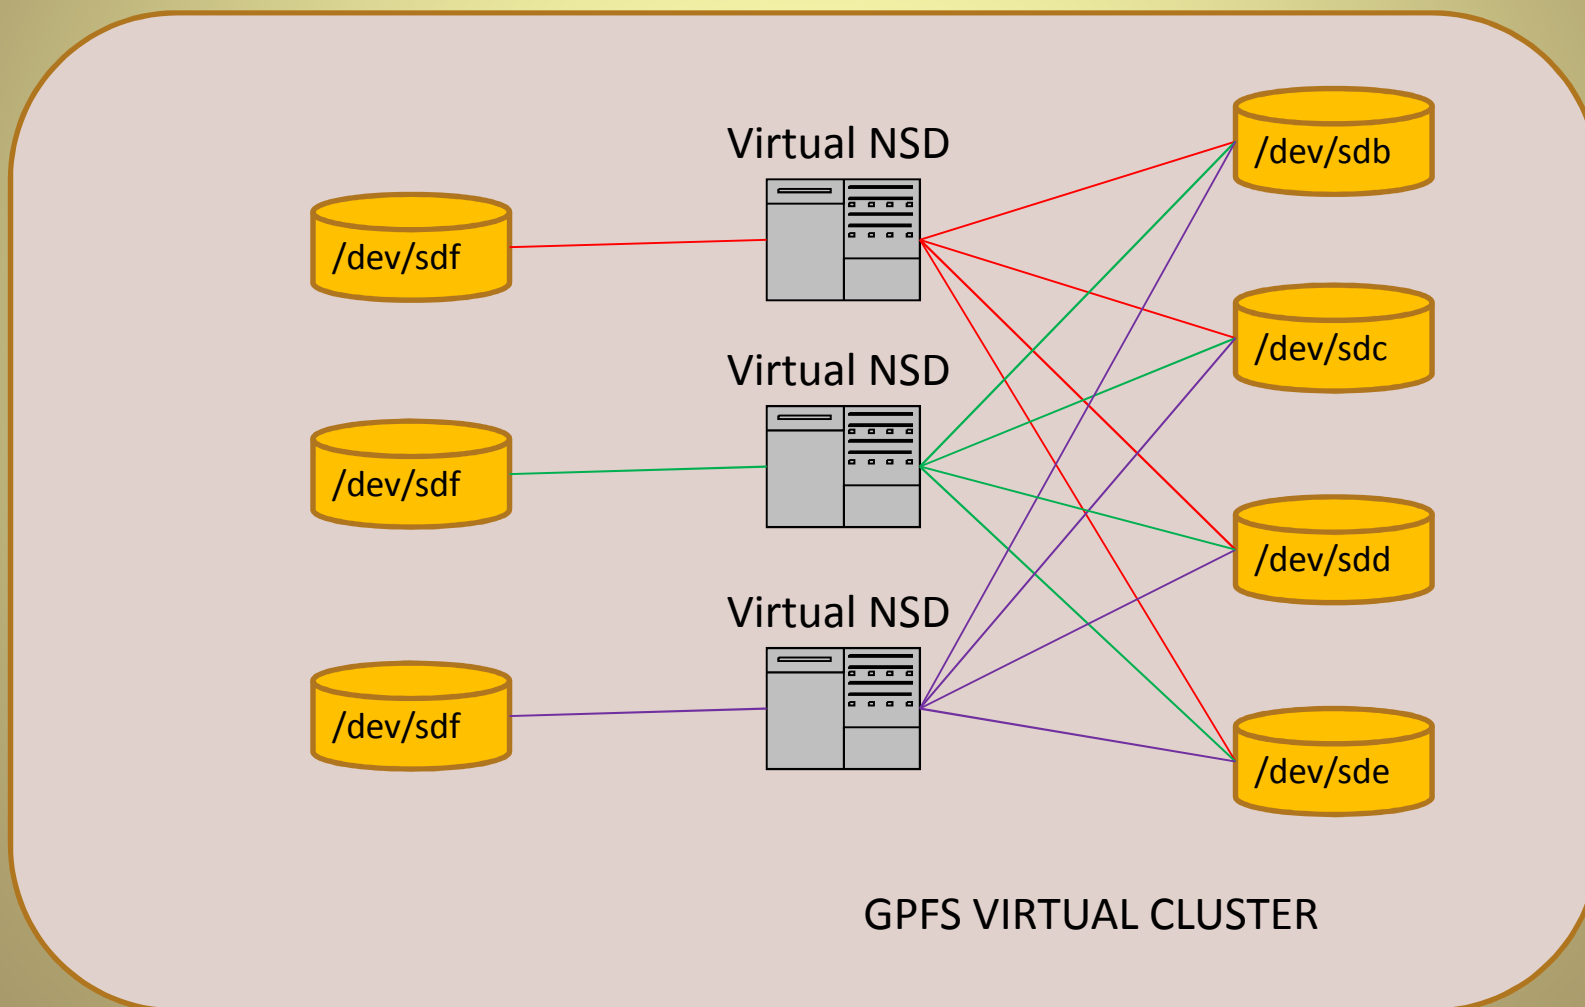 Virtual NSD
/dev/sdb
/dev/sdf
Virtual NSD
/dev/sdc
/dev/sdf
Virtual NSD
/dev/sdd
/dev/sdf
/dev/sde
GPFS VIRTUAL CLUSTER